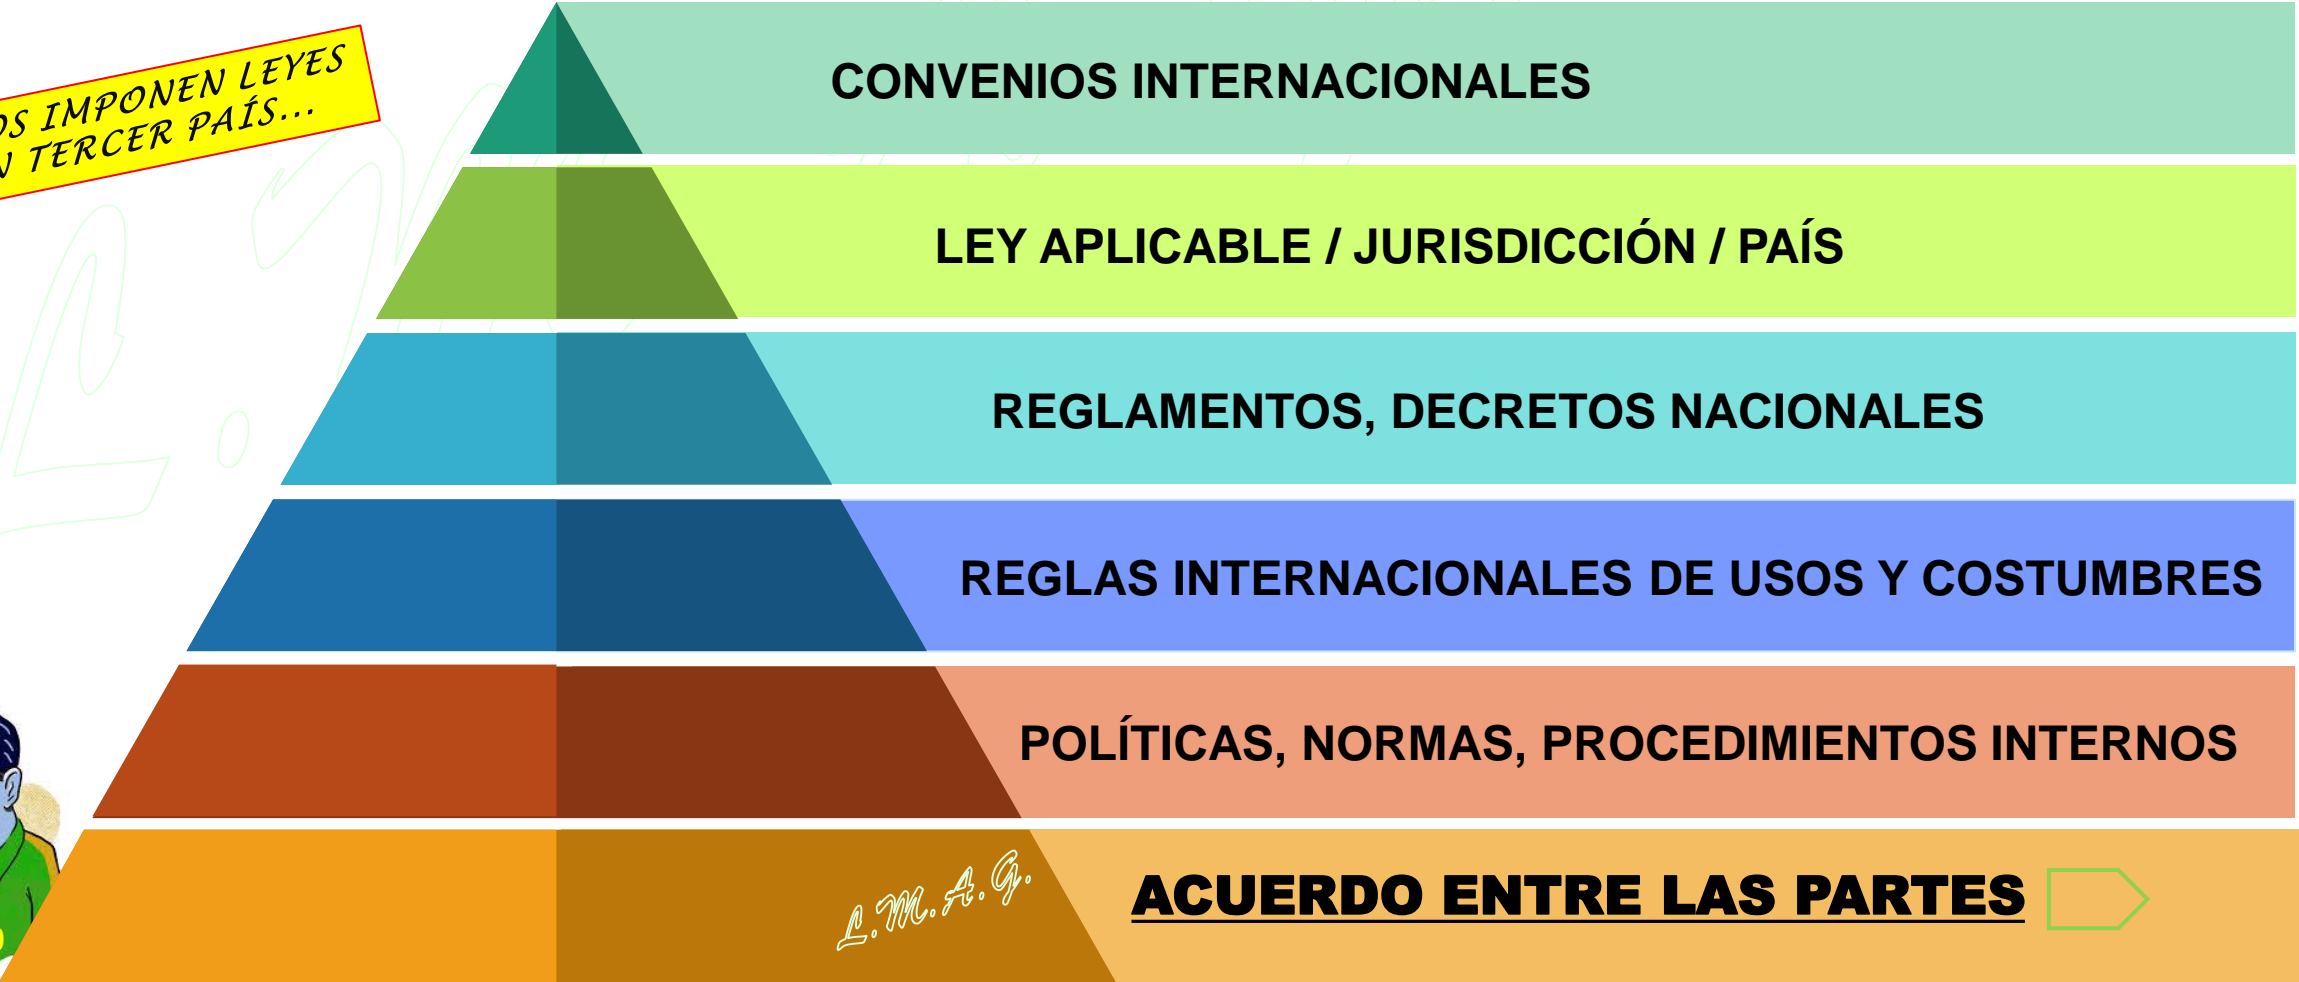 IMPONEN LEYES
TERCER PAÍS...
CONVENIOS INTERNACIONALES
LEY APLICABLE / JURISDICCIÓN / PAÍS
REGLAMENTOS, DECRETOS NACIONALES
REGLAS INTERNACIONALES DE USOS Y COSTUMBRES
POLÍTICAS, NORMAS, PROCEDIMIENTOS INTERNOS
L.M.A.G.
ACUERDO ENTRE LAS PARTES